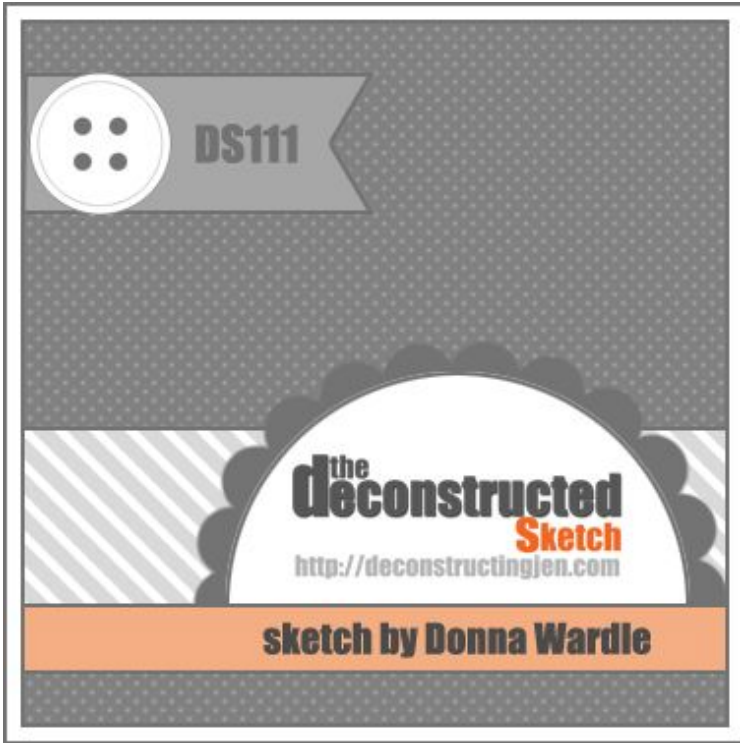 DS111
the
deconstructed
Sketch
http://deconstructingjen.com
sketch by Donna Wardle